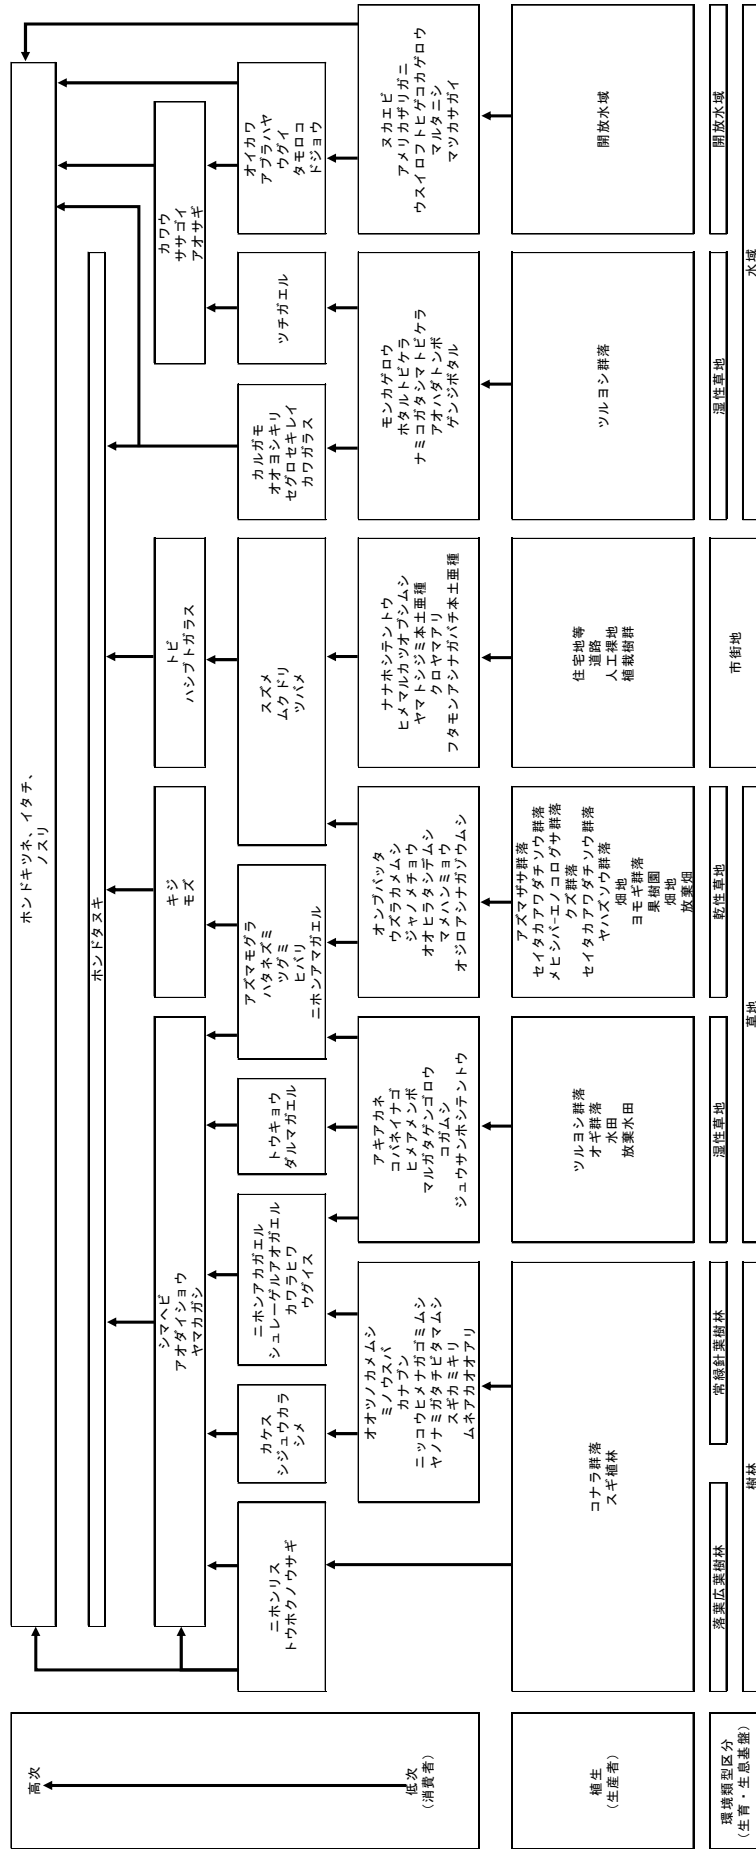 高次
低次
(消費者)
植生
(生産者)
環境類型区分
(生育・生息基盤)
ホンドキツネ、イタチ、
ノスリ
ホンドタヌキ
シマヘビ
アオダイショウ
ヤマカガシ
キジ
モズ
トビ
ハシブトガラス
カワウ
ササゴイ
アオサギ
ニホンリス
トウホクノウサギ
カケス
シジュウカラ
シメ
ニホンアカガエル
シュレーゲルアオガエル
カワラヒワ
ウグイス
トウキョウ
ダルマガエル
アズマモグラ
ハタネズミ
ツグミ
ヒバリ
ニホンアマガエル
スズメ
ムクドリ
ツバメ
カルガモ
オオヨシキリ
セグロセキレイ
カワガラス
ツチガエル
オイカワ
アブラハヤ
ウグイ
タモロコ
ドジョウ
オオツノカメムシ
ミノウスバ
カナブン
ニッコウヒメナガゴミムシ
ヤノナミガタチビタマムシ
スギカミキリ
ムネアカオオアリ
アキアカネ
コバネイナゴ
ヒメアメンボ
マルガタゲンゴロウ
コガムシ
ジュウサンホシテントウ
オンブバッタ
ウズラカメムシ
ジャノメチョウ
オオヒラタシデムシ
マメハンミョウ
オジロアシナガゾウムシ
ナナホシテントウ
ヒメマルカツオブシムシ
ヤマトシジミ本土亜種
クロヤマアリ
フタモンアシナガバチ本土亜種
モンカゲロウ
ホタルトビケラ
ナミコガタシマトビケラ
アオハダトンボ
ゲンジボタル
ヌカエビ
アメリカザリガニ
ウスイロフトヒゲコカゲロウ
マルタニシ
マツカサガイ
コナラ群落
スギ植林
ツルヨシ群落
オギ群落
水田
放棄水田
アズマザサ群落
セイタカアワダチソウ群落
メヒシバ-エノコログサ群落
クズ群落
セイタカアワダチソウ群落
ヤハズソウ群落
畑地
ヨモギ群落
果樹園
畑地
放棄畑
住宅地等
道路
人工裸地
植栽樹群
ツルヨシ群落
開放水域
落葉広葉樹林
常緑針葉樹林
湿性草地
乾性草地
市街地
湿性草地
開放水域
樹林
草地
水域